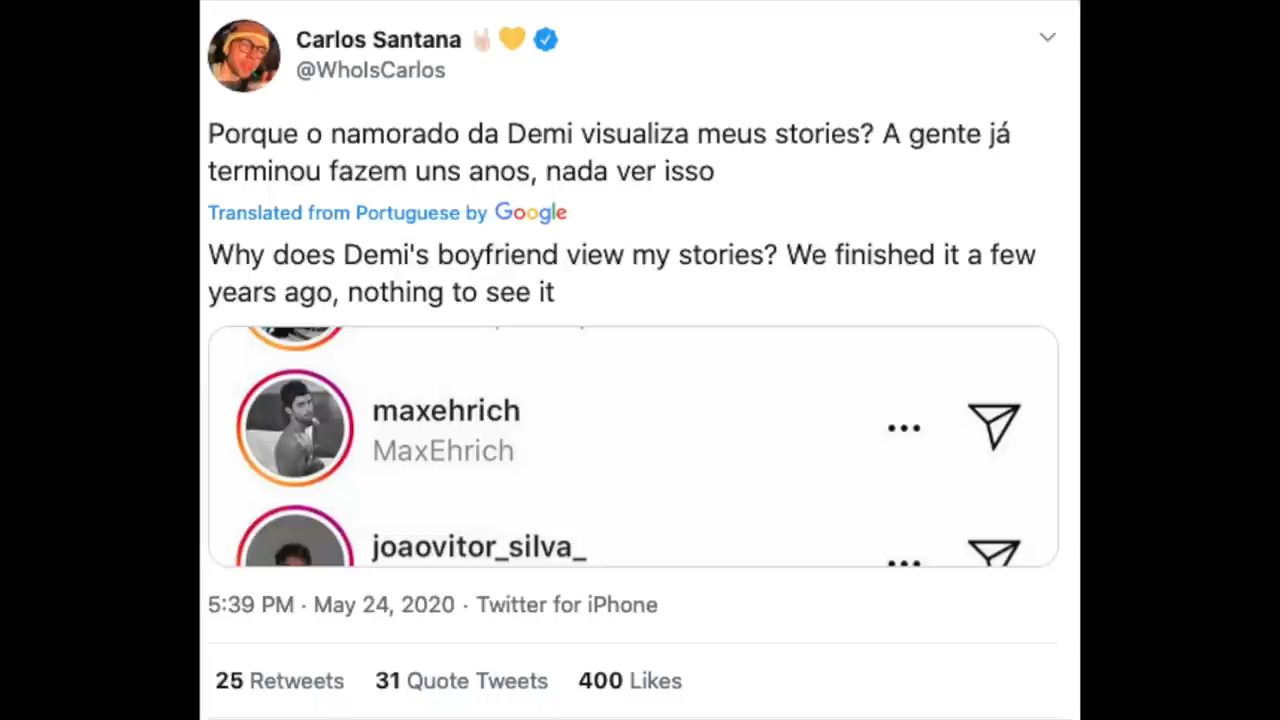 Carlos Santana
@WhoIsCarlos
Porque o namorado da Demi visualiza meus stories? A gente já
terminou fazem uns anos, nada ver isso
Translated from Portuguese by Google
Why does Demi's boyfriend view my stories? We finished it a few
years ago, nothing to see it
maxehrich
MaxEhrich
joaovitor_silva_
5:39 PM · May 24, 2020 · Twitter for iPhone
25 Retweets 31 Quote Tweets 400 Likes